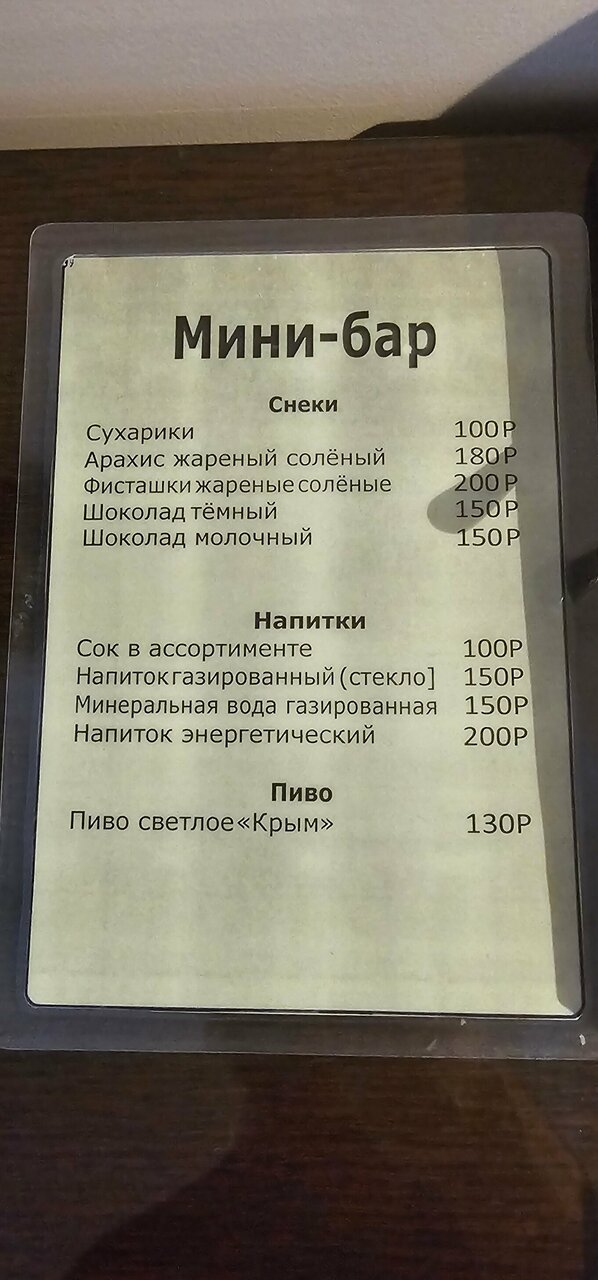 Мини-бар
Снеки
Сухарики 100Р
Арахис жареный солёный 180Р
Фисташки жареные солёные 200Р
Шоколад тёмный 150Р
Шоколад молочный 150Р
Напитки
Сок в ассортименте 100Р
Напиток газированный (стекло] 150Р
Минеральная вода газированная 150Р
Напиток энергетический 200Р
Пиво
Пиво светлое «Крым» 130Р